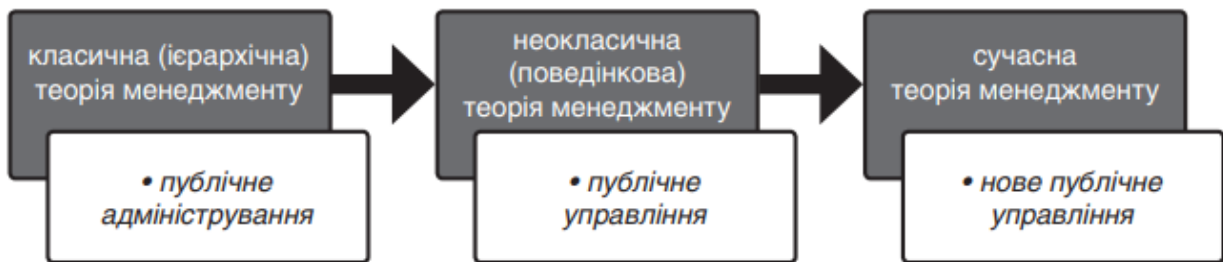 класична (ієрархічна)
теорія менеджменту
• публічне
адміністрування
неокласична
(поведінкова)
теорія менеджменту
• публічне
управління
сучасна
теорія менеджменту
• нове публічне
управління